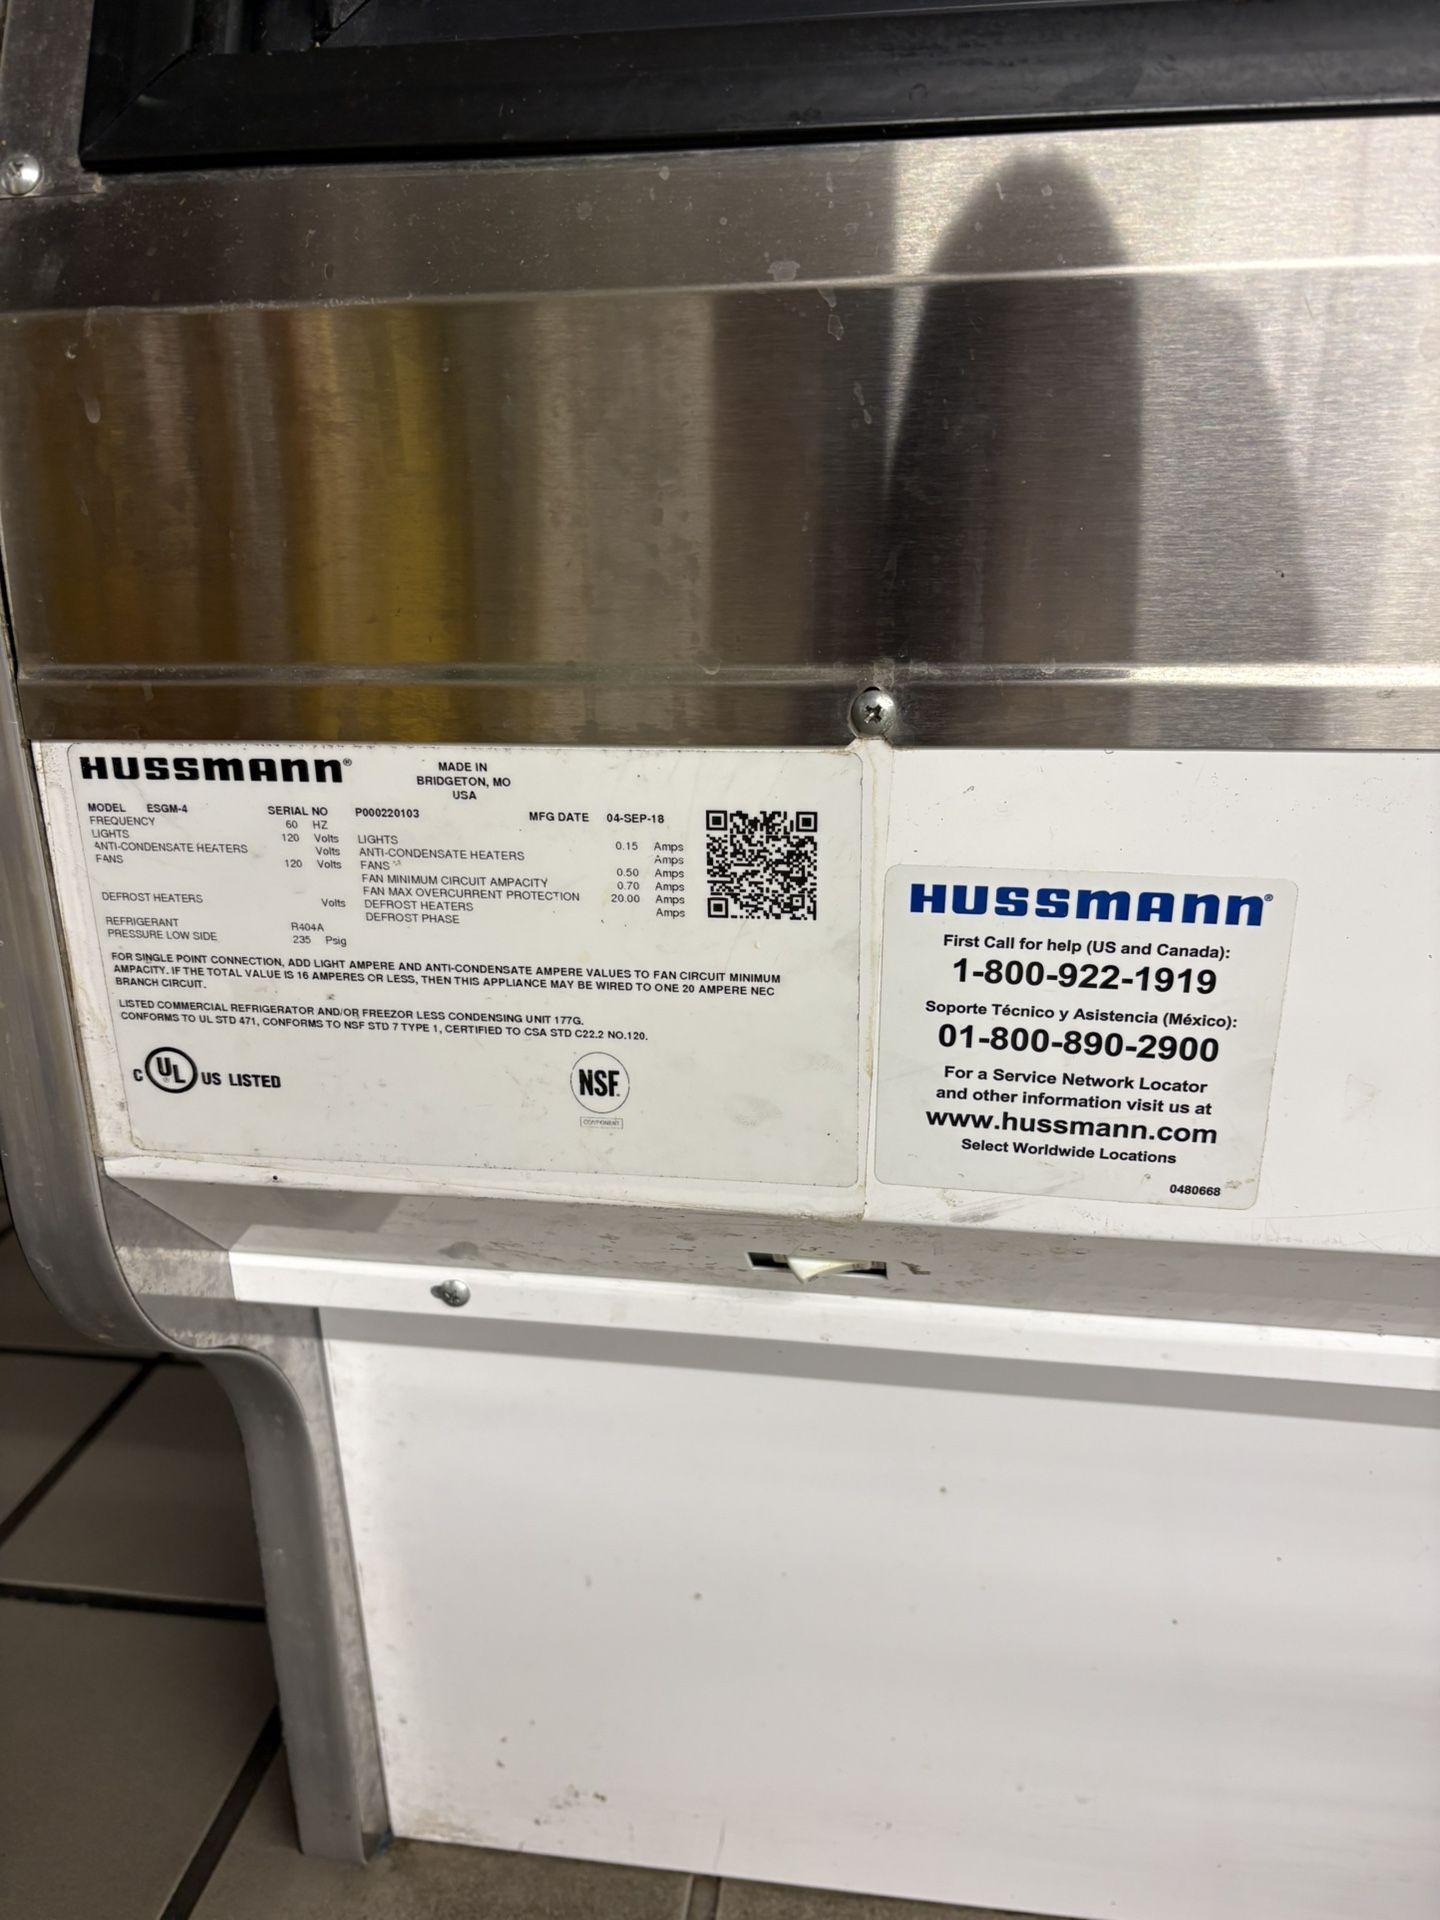 HUSSMANN®
MADE IN
BRIDGETON, MO
USA
MODEL ESGM-4 SERIAL NO P000220103 MFG DATE 04-SEP-18
FREQUENCY 60 HZ
LIGHTS 120 Volts LIGHTS 0.15 Amps
ANTI-CONDENSATE HEATERS Volts ANTI-CONDENSATE HEATERS Amps
FANS 120 Volts FANS 0.50 Amps
FAN MINIMUM CIRCUIT AMPACITY 0.70 Amps
FAN MAX OVERCURRENT PROTECTION 20.00 Amps
DEFROST HEATERS Volts DEFROST HEATERS Amps
DEFROST PHASE
REFRIGERANT R404A
PRESSURE LOW SIDE 235 Psig
FOR SINGLE POINT CONNECTION, ADD LIGHT AMPERE AND ANTI-CONDENSATE AMPERE VALUES TO FAN CIRCUIT MINIMUM
AMPACITY. IF THE TOTAL VALUE IS 16 AMPERES OR LESS, THEN THIS APPLIANCE MAY BE WIRED TO ONE 20 AMPERE NEC
BRANCH CIRCUIT.
LISTED COMMERCIAL REFRIGERATOR AND/OR FREEZOR LESS CONDENSING UNIT 177G.
CONFORMS TO UL STD 471, CONFORMS TO NSF STD 7 TYPE 1, CERTIFIED TO CSA STD C22.2 NO.120.
C UL US LISTED
NSF
COMPONENT
HUSSMANN®
First Call for help (US and Canada):
1-800-922-1919
Soporte Técnico y Asistencia (México):
01-800-890-2900
For a Service Network Locator
and other information visit us at
www.hussmann.com
Select Worldwide Locations
0480668